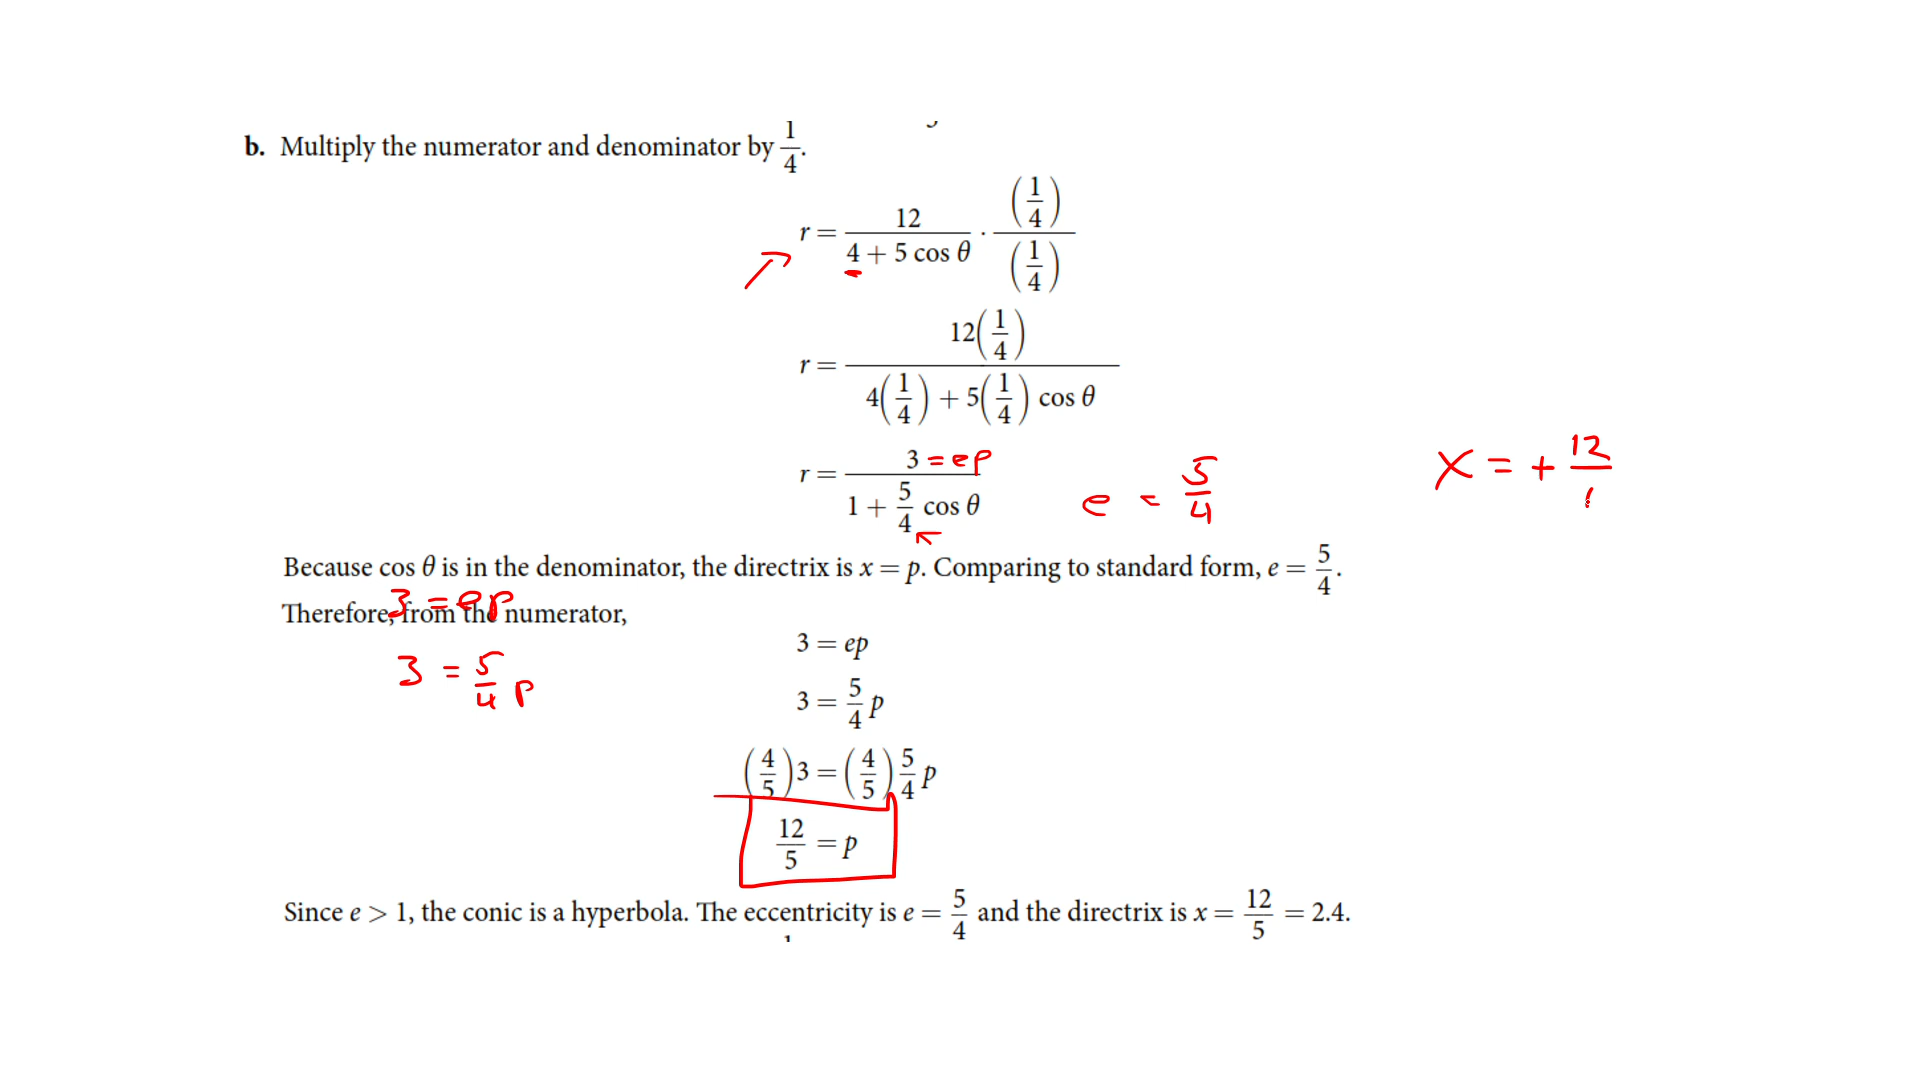 b. Multiply the numerator and denominator by 1/4.
r = 12/(4 + 5 cos θ) · (1/4)/(1/4)
r = 12(1/4)/(4(1/4) + 5(1/4) cos θ)
r = 3/(1 + 5/4 cos θ)
= ep
e = 5/4
x = + 12/
Because cos θ is in the denominator, the directrix is x = p. Comparing to standard form, e = 5/4.
Therefore, from the numerator,
3 = ep
3 = 5/4 p
3 = ep
3 = 5/4 p
(4/5)3 = (4/5) 5/4 p
12/5 = p
Since e > 1, the conic is a hyperbola. The eccentricity is e = 5/4 and the directrix is x = 12/5 = 2.4.